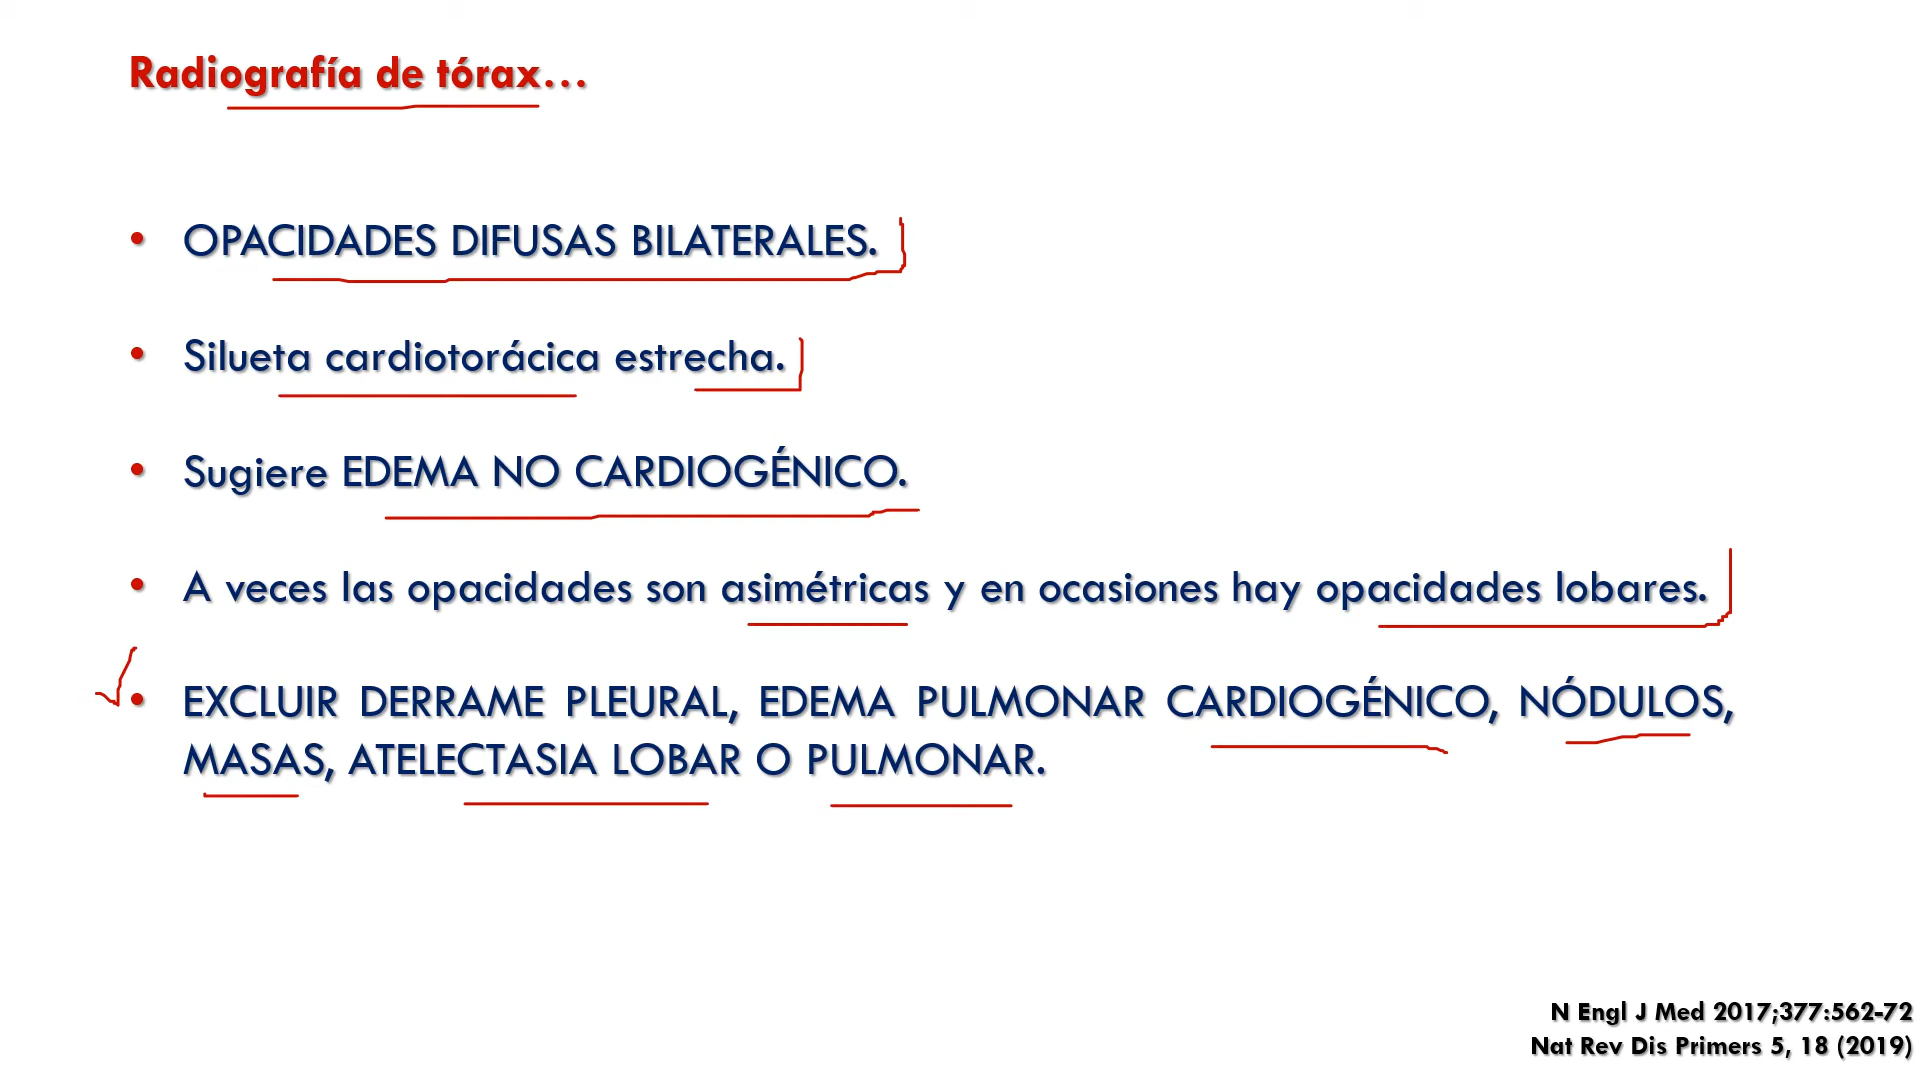 Radiografía de tórax...
• OPACIDADES DIFUSAS BILATERALES.
• Silueta cardiotorácica estrecha.
• Sugiere EDEMA NO CARDIOGÉNICO.
• A veces las opacidades son asimétricas y en ocasiones hay opacidades lobares.
• EXCLUIR DERRAME PLEURAL, EDEMA PULMONAR CARDIOGÉNICO, NÓDULOS,
MASAS, ATELECTASIA LOBAR O PULMONAR.
N Engl J Med 2017;377:562-72
Nat Rev Dis Primers 5, 18 (2019)